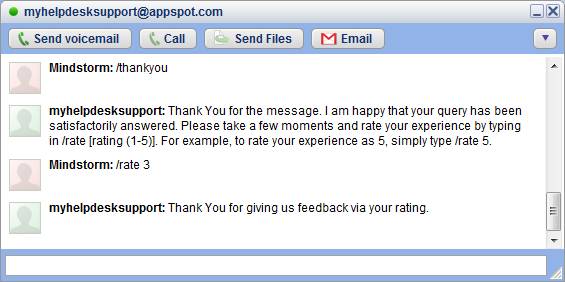 myhelpdesksupport@appspot.com
Send voicemail Call Send Files Email
Mindstorm: /thankyou
myhelpdesksupport: Thank You for the message. I am happy that your query has been
satisfactorily answered. Please take a few moments and rate your experience by typing
in /rate [rating (1-5)]. For example, to rate your experience as 5, simply type /rate 5.
Mindstorm: /rate 3
myhelpdesksupport: Thank You for giving us feedback via your rating.